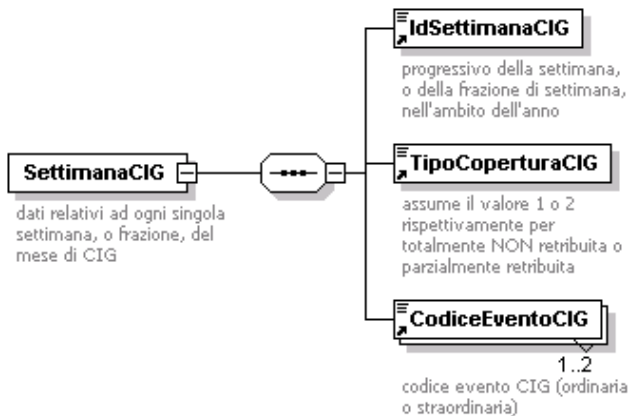 IdSettimanaCIG
progressivo della settimana,
o della frazione di settimana,
nell'ambito dell'anno
SettimanaCIG
dati relativi ad ogni singola
settimana, o frazione, del
mese di CIG
TipoCoperturaCIG
assume il valore 1 o 2
rispettivamente per
totalmente NON retribuita o
parzialmente retribuita
CodiceEventoCIG
1..2
codice evento CIG (ordinaria
o straordinaria)